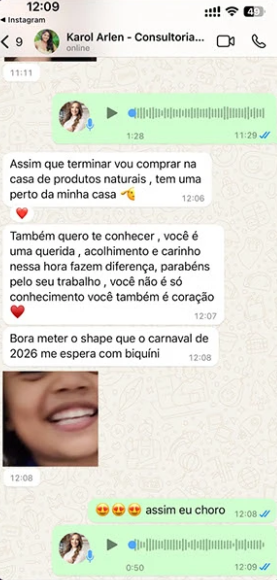 12:09
49
Instagram
9
Karol Arlen - Consultoria...
online
11:11
1:28
11:29
Assim que terminar vou comprar na
casa de produtos naturais , tem uma
perto da minha casa
12:06
Também quero te conhecer , você é
uma querida , acolhimento e carinho
nessa hora fazem diferença, parabéns
pelo seu trabalho , você não é só
conhecimento você também é coração
❤️
12:07
Bora meter o shape que o carnaval de
2026 me espera com biquíni
12:08
12:08
😍 😍 😍 assim eu choro
12:08
0:50
12:09